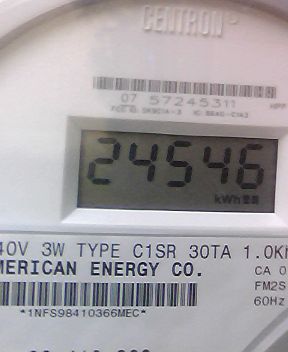 CENTRON
07 57245311
HPP
24546
kWh
40V 3W TYPE C1SR 30TA 1.0K
MERICAN ENERGY CO.
CA 0
FM2S
60Hz
*1NFS98410366MEC*